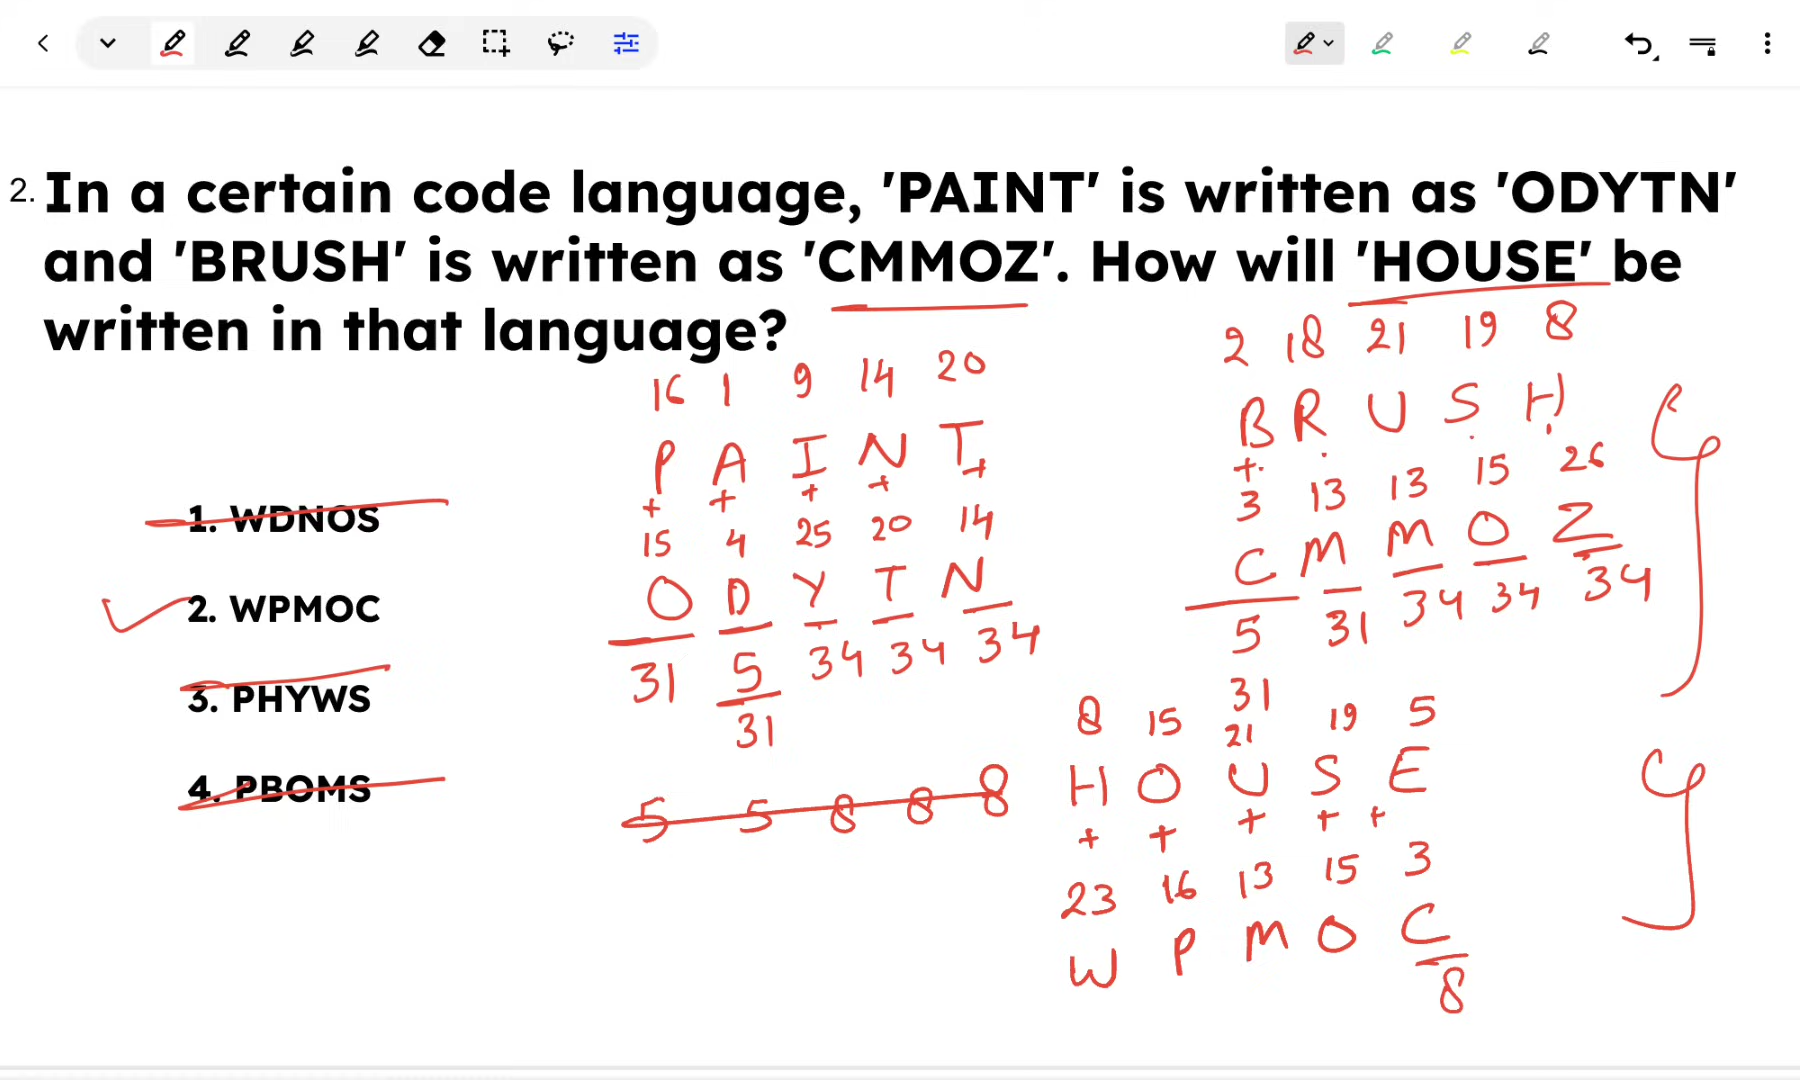 2. In a certain code language, 'PAINT' is written as 'ODYTN'
and 'BRUSH' is written as 'CMMOZ'. How will 'HOUSE' be
written in that language?
1. WDNOS
2. WPMOC
3. PHYWS
4. PBOMS
16 1 9 14 20
P A I N T
+ + + + +
15 4 25 20 14
O D Y T N
31 5 34 34 34
31
5 5 8 8 8
2 18 21 19 8
B R U S H
+
3 13 13 15 26
C M M O Z
5 31 34 34 34
31
8 15 21 19 5
H O U S E
+ + + + +
23 16 13 15 3
W P M O C
8